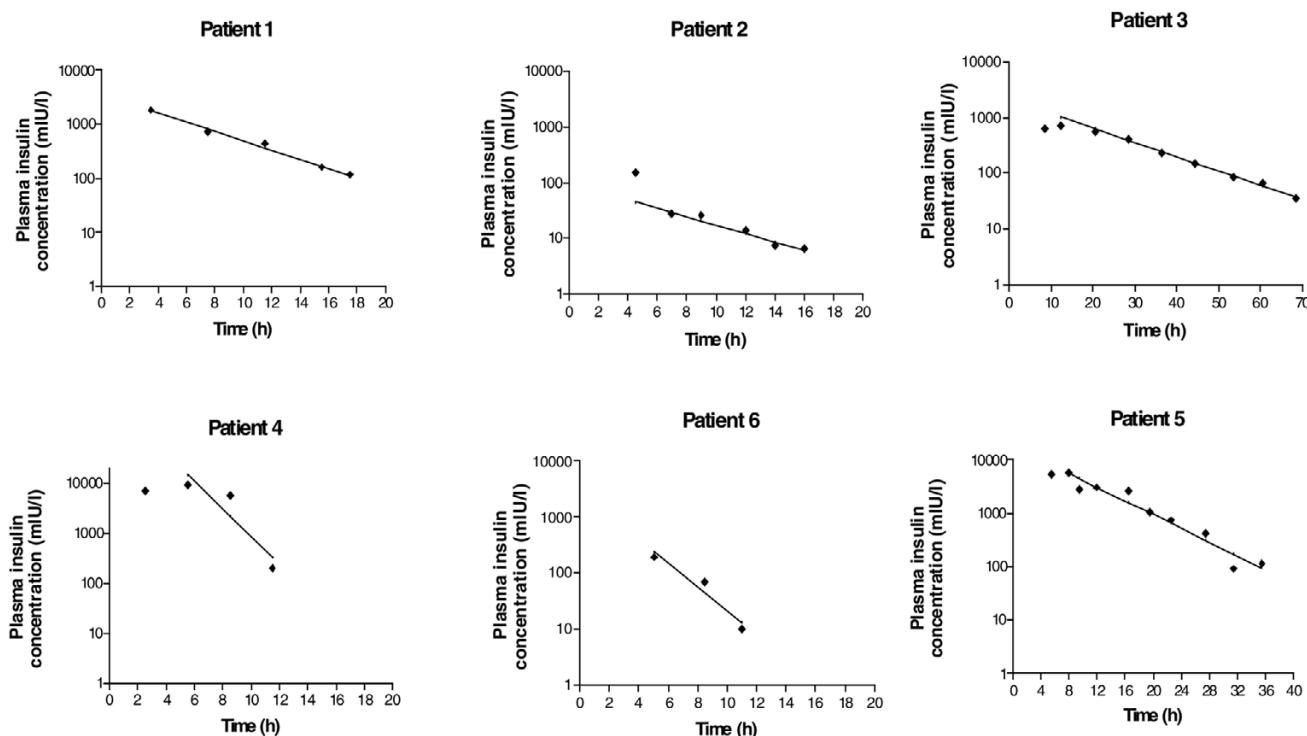 Patient 1
Plasma insulin
concentration (mIU/l)
10000
1000
100
10
1
0 2 4 6 8 10 12 14 16 18 20
Time (h)
Patient 2
Plasma insulin
concentration (mIU/l)
10000
1000
100
10
1
0 2 4 6 8 10 12 14 16 18 20
Time (h)
Patient 3
Plasma insulin
concentration (mIU/l)
10000
1000
100
10
1
0 10 20 30 40 50 60 70
Time (h)
Patient 4
Plasma insulin
concentration (mIU/l)
10000
1000
100
10
1
0 2 4 6 8 10 12 14 16 18 20
Time (h)
Patient 6
Plasma insulin
concentration (mIU/l)
10000
1000
100
10
1
0 2 4 6 8 10 12 14 16 18 20
Time (h)
Patient 5
Plasma insulin
concentration (mIU/l)
10000
1000
100
10
1
0 4 8 12 16 20 24 28 32 36 40
Time (h)